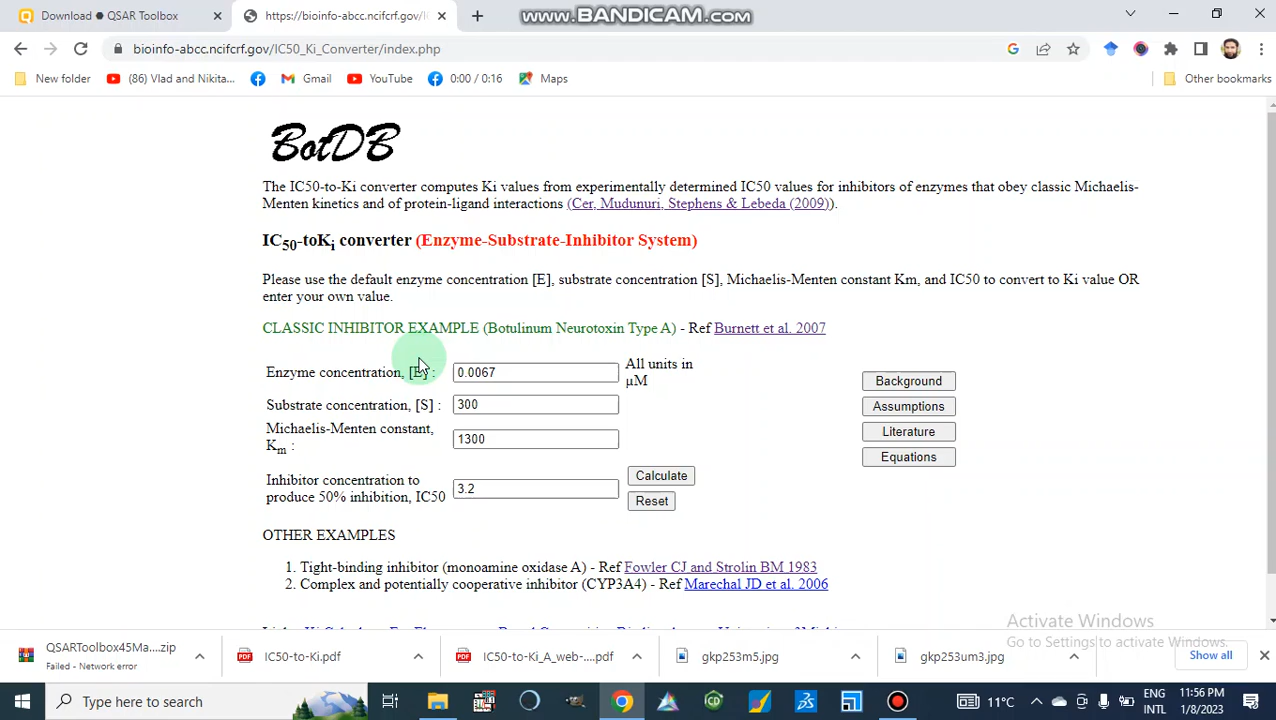 Download ● QSAR Toolbox
https://bioinfo-abcc.ncifcrf.gov/I
www.BANDICAM.com
bioinfo-abcc.ncifcrf.gov/IC50_Ki_Converter/index.php
New folder
(86) Vlad and Nikita...
Gmail
YouTube
0:00 / 0:16
Maps
Other bookmarks
BotDB
The IC50-to-Ki converter computes Ki values from experimentally determined IC50 values for inhibitors of enzymes that obey classic Michaelis-
Menten kinetics and of protein-ligand interactions (Cer, Mudunuri, Stephens & Lebeda (2009)).
IC50-toKi converter (Enzyme-Substrate-Inhibitor System)
Please use the default enzyme concentration [E], substrate concentration [S], Michaelis-Menten constant Km, and IC50 to convert to Ki value OR
enter your own value.
CLASSIC INHIBITOR EXAMPLE (Botulinum Neurotoxin Type A) - Ref Burnett et al. 2007
Enzyme concentration, [E] :
0.0067
All units in
µM
Background
Substrate concentration, [S] :
300
Assumptions
Michaelis-Menten constant,
Km :
1300
Literature
Equations
Inhibitor concentration to
produce 50% inhibition, IC50
3.2
Calculate
Reset
OTHER EXAMPLES
1. Tight-binding inhibitor (monoamine oxidase A) - Ref Fowler CJ and Strolin BM 1983
2. Complex and potentially cooperative inhibitor (CYP3A4) - Ref Marechal JD et al. 2006
Activate Windows
Go to Settings to activate Windows.
QSARToolbox45Ma....zip
Failed - Network error
IC50-to-Ki.pdf
IC50-to-Ki_A_web-....pdf
gkp253m5.jpg
gkp253um3.jpg
Show all
Type here to search
11°C
ENG
INTL
11:56 PM
1/8/2023